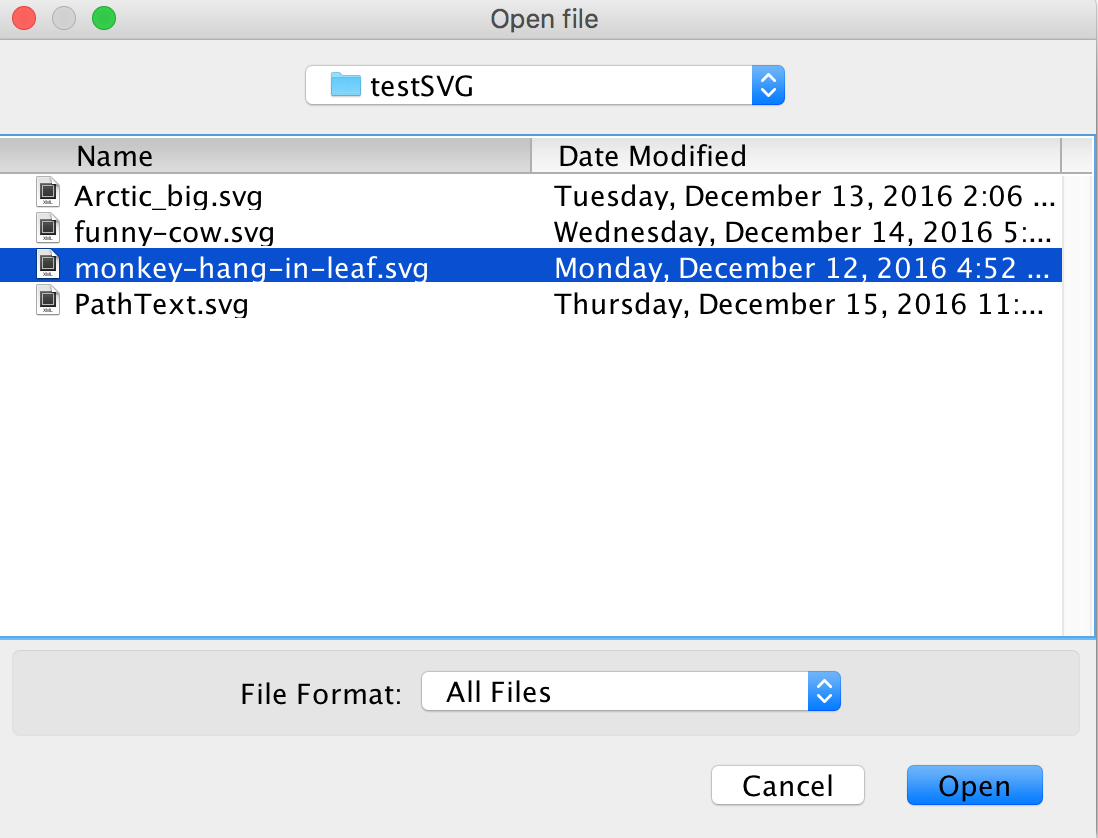 Open file
testSVG
Name Date Modified
Arctic_big.svg Tuesday, December 13, 2016 2:06 ...
funny-cow.svg Wednesday, December 14, 2016 5:...
monkey-hang-in-leaf.svg Monday, December 12, 2016 4:52 ...
PathText.svg Thursday, December 15, 2016 11:...
File Format: All Files
Cancel Open